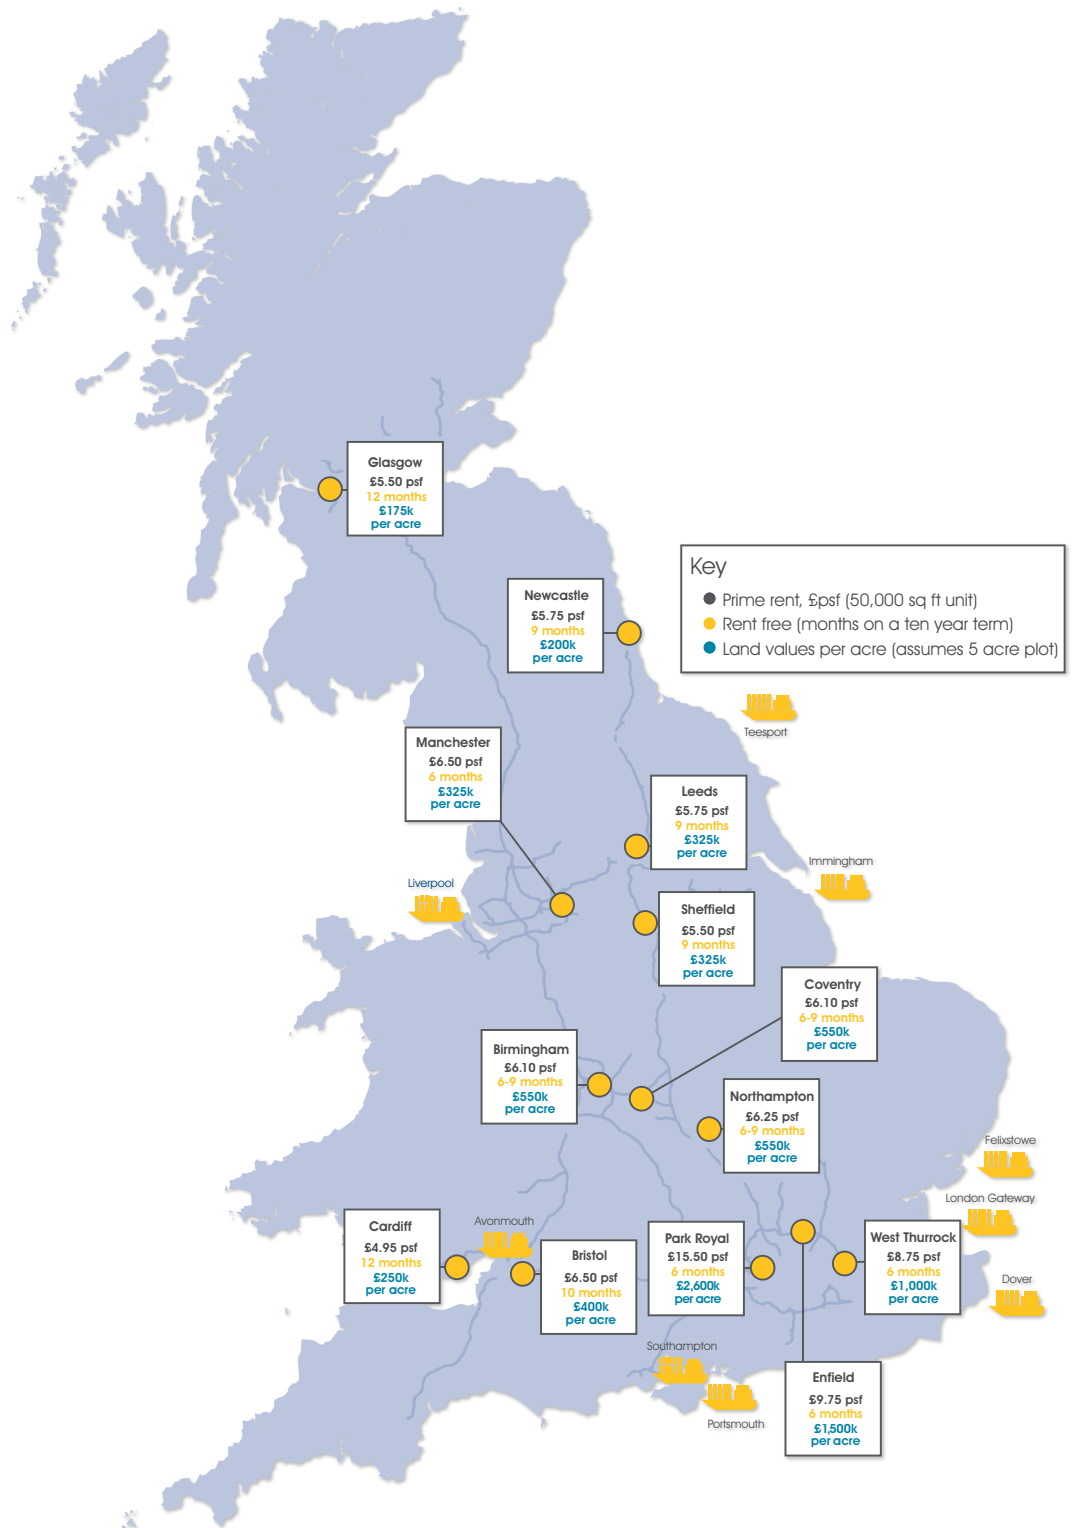 Glasgow
£5.50 psf
12 months
£175k
per acre
Newcastle
£5.75 psf
9 months
£200k
per acre
Key
Prime rent, £psf (50,000 sq ft unit)
Rent free (months on a ten year term)
Land values per acre (assumes 5 acre plot)
Teesport
Manchester
£6.50 psf
6 months
£325k
per acre
Leeds
£5.75 psf
9 months
£325k
per acre
Immingham
Liverpool
Sheffield
£5.50 psf
9 months
£325k
per acre
Coventry
£6.10 psf
6-9 months
£550k
per acre
Birmingham
£6.10 psf
6-9 months
£550k
per acre
Northampton
£6.25 psf
6-9 months
£550k
per acre
Felixstowe
London Gateway
Cardiff
£4.95 psf
12 months
£250k
per acre
Avonmouth
Bristol
£6.50 psf
10 months
£400k
per acre
Park Royal
£15.50 psf
6 months
£2,600k
per acre
West Thurrock
£8.75 psf
6 months
£1,000k
per acre
Dover
Southampton
Portsmouth
Enfield
£9.75 psf
6 months
£1,500k
per acre